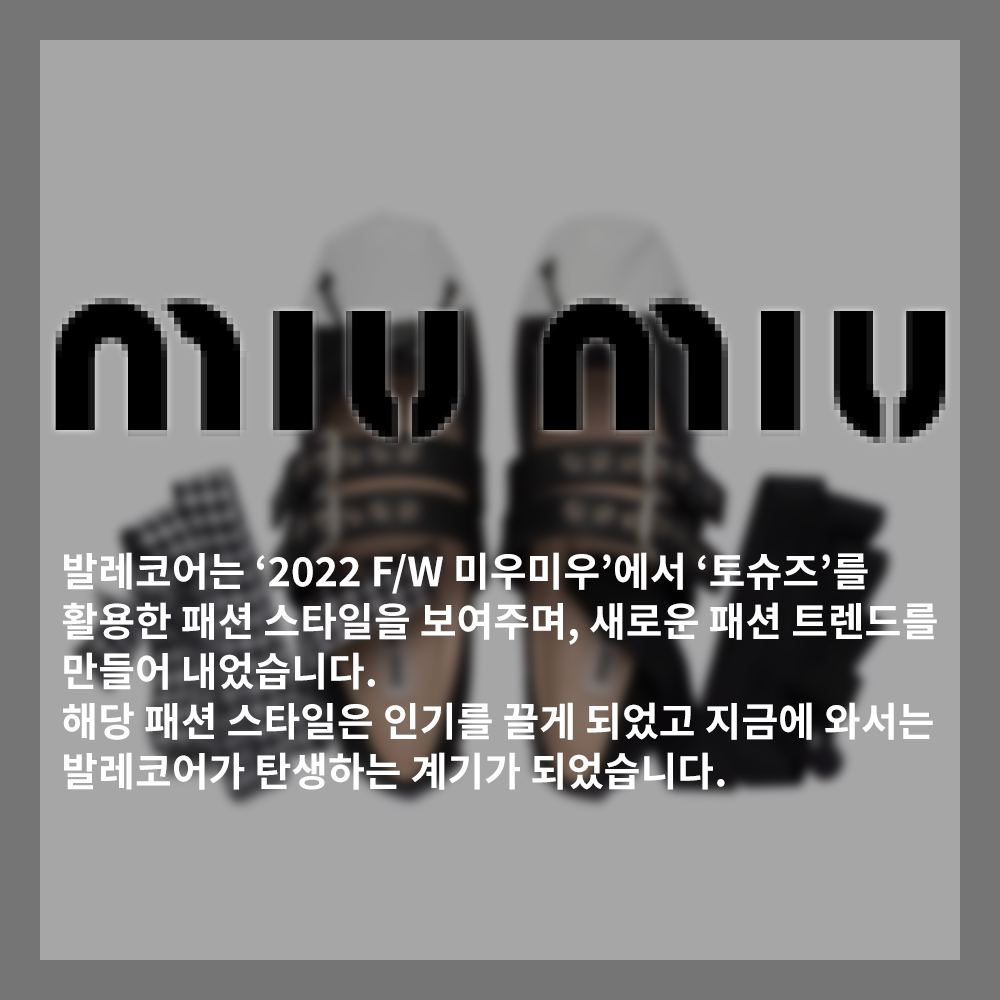 miu miu
발레코어는 ‘2022 F/W 미우미우’에서 ‘토슈즈’를
활용한 패션 스타일을 보여주며, 새로운 패션 트렌드를
만들어 내었습니다.
해당 패션 스타일은 인기를 끌게 되었고 지금에 와서는
발레코어가 탄생하는 계기가 되었습니다.